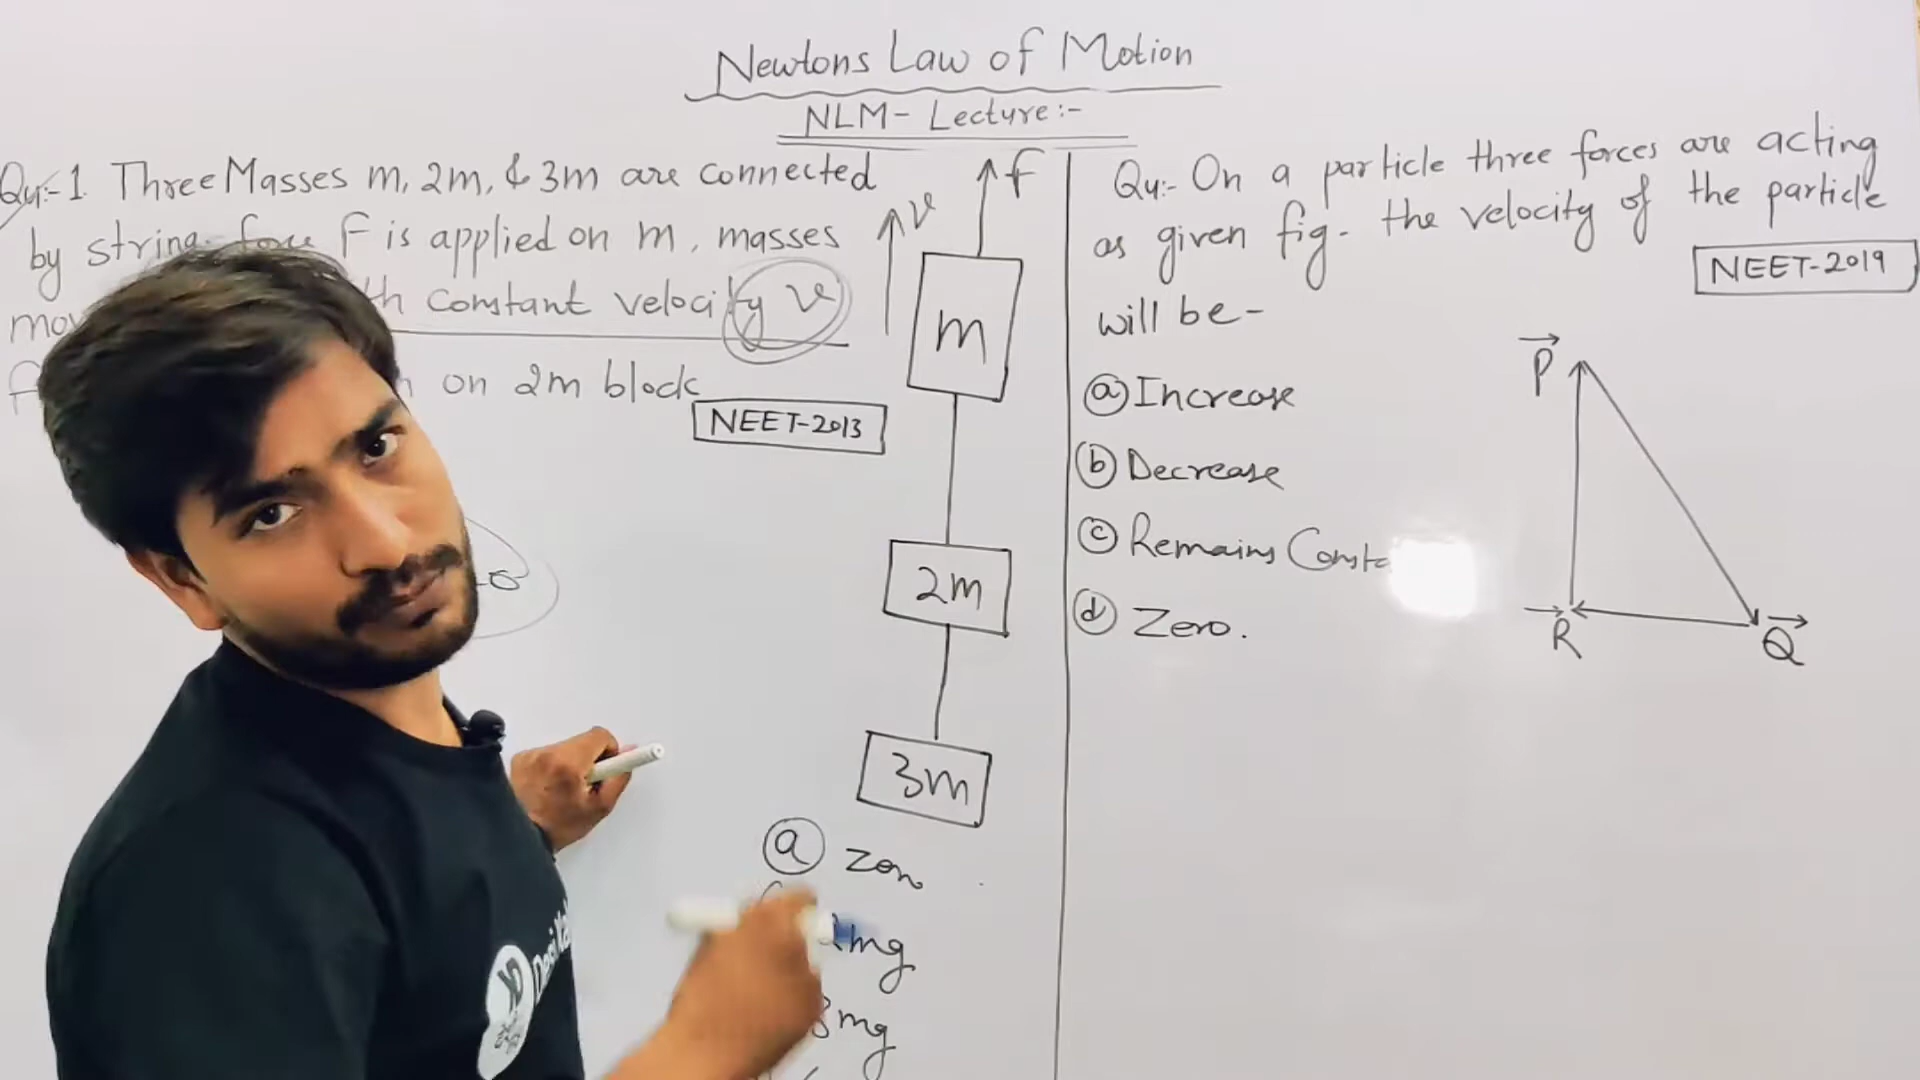 Newtons Law of Motion
NLM- Lecture:-
Qu:-1. Three Masses m, 2m, & 3m are connected
by string. force F is applied on m, masses
constant velocity v
on 2m block
NEET-2013
v
F
m
2m
3m
a zero
mg
3mg
Qu:- On a particle three forces are acting
as given fig. the velocity of the particle
will be-
NEET-2019
a Increase
b Decrease
c Remains
d Zero.
P
R
Q